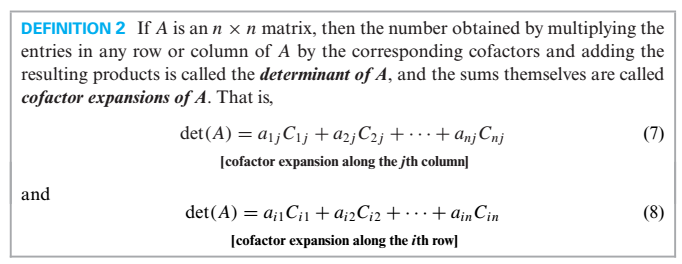 DEFINITION 2 If A is an n × n matrix, then the number obtained by multiplying the
entries in any row or column of A by the corresponding cofactors and adding the
resulting products is called the determinant of A, and the sums themselves are called
cofactor expansions of A. That is,
det(A) = a₁ⱼC₁ⱼ + a₂ⱼC₂ⱼ + · · · + aₙⱼCₙⱼ (7)
[cofactor expansion along the jth column]
and
det(A) = aᵢ₁Cᵢ₁ + aᵢ₂Cᵢ₂ + · · · + aᵢₙCᵢₙ (8)
[cofactor expansion along the ith row]